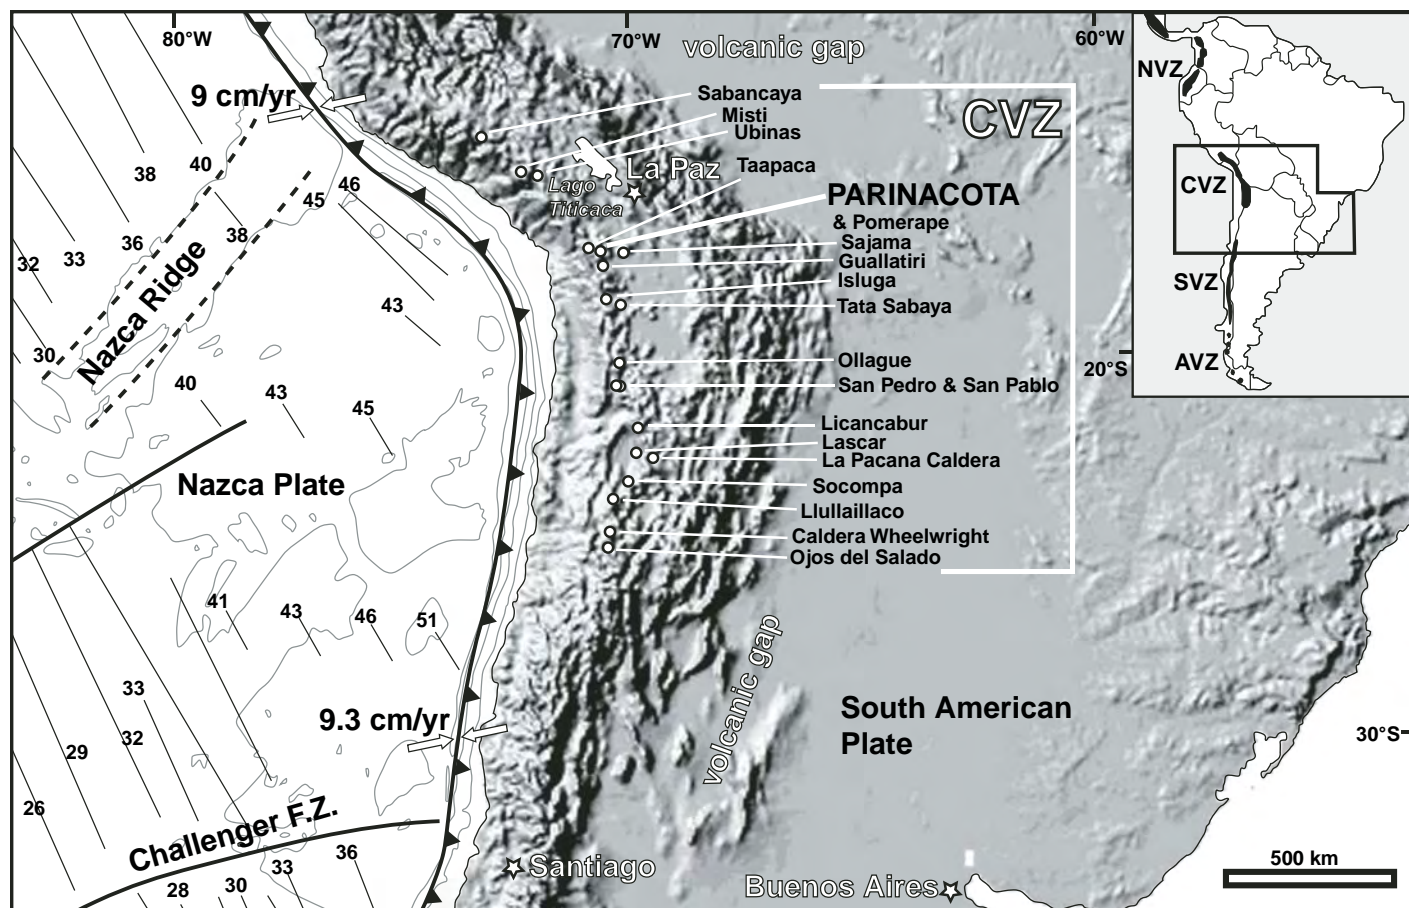 80°W
70°W
60°W
volcanic gap
NVZ
9 cm/yr
Sabancaya
Misti
Ubinas
CVZ
Taapaca
La Paz
Lago
Titicaca
PARINACOTA
& Pomerape
Sajama
Guallatiri
Isluga
Tata Sabaya
CVZ
SVZ
AVZ
38
40
46
45
36
38
33
32
Nazca Ridge
43
30
20°S
Ollague
San Pedro & San Pablo
40
43
45
Licancabur
Lascar
La Pacana Caldera
Nazca Plate
Socompa
Llullaillaco
Caldera Wheelwright
Ojos del Salado
41
43
46
51
volcanic gap
33
32
29
26
9.3 cm/yr
South American
Plate
30°S
Challenger F.Z.
36
33
30
28
Santiago
Buenos Aires
500 km